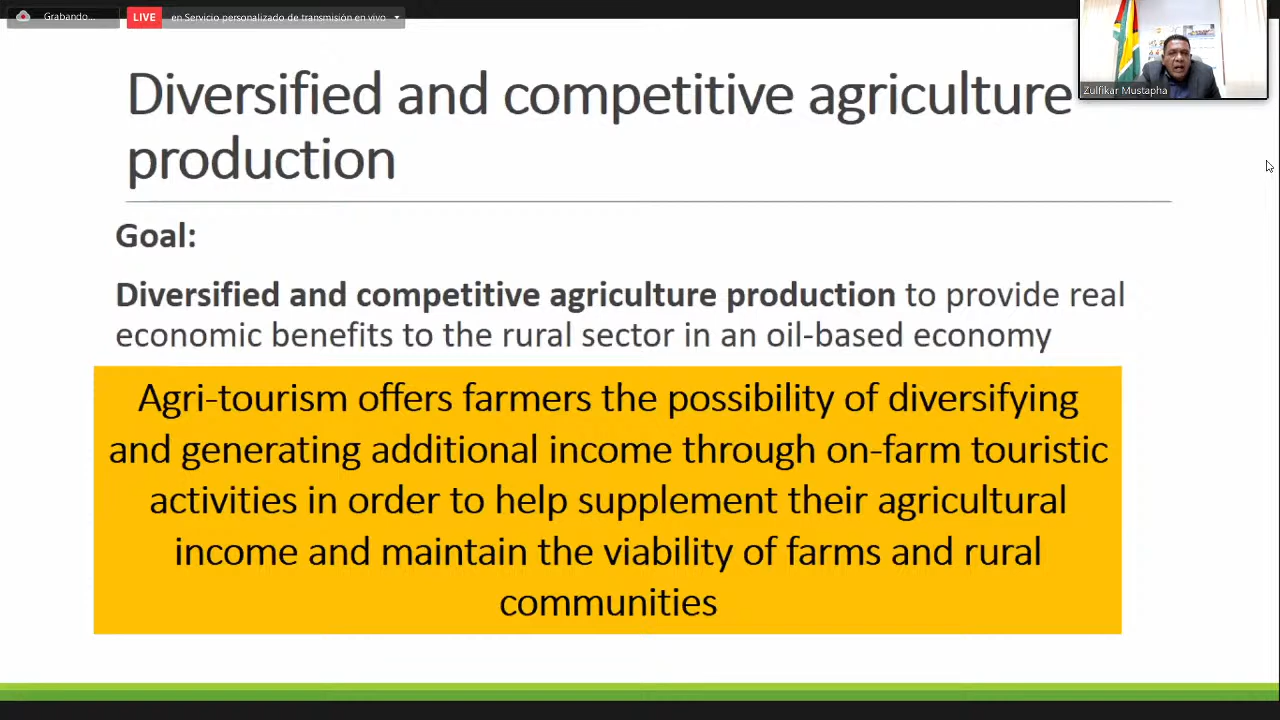 Grabando...
LIVE en Servicio personalizado de transmisión en vivo
Zulfikar Mustapha
Diversified and competitive agriculture
production
Goal:
Diversified and competitive agriculture production to provide real
economic benefits to the rural sector in an oil-based economy
Agri-tourism offers farmers the possibility of diversifying
and generating additional income through on-farm touristic
activities in order to help supplement their agricultural
income and maintain the viability of farms and rural
communities